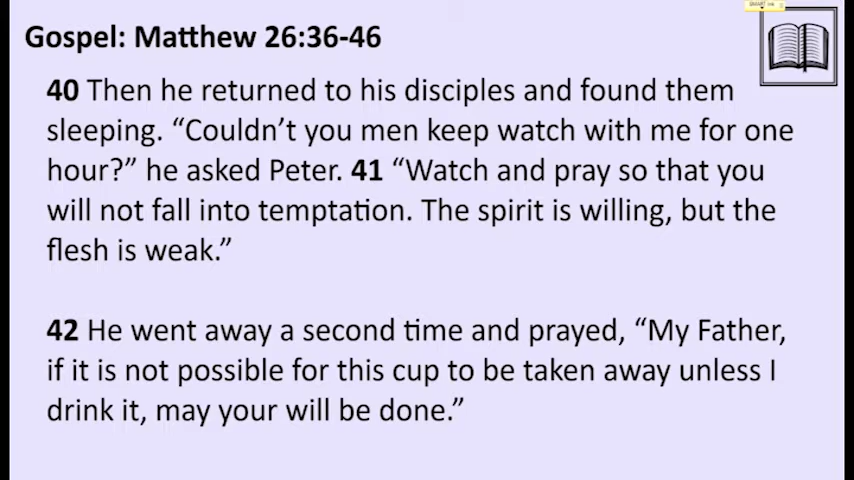 Gospel: Matthew 26:36-46
40 Then he returned to his disciples and found them
sleeping. “Couldn’t you men keep watch with me for one
hour?” he asked Peter. 41 “Watch and pray so that you
will not fall into temptation. The spirit is willing, but the
flesh is weak.”
42 He went away a second time and prayed, “My Father,
if it is not possible for this cup to be taken away unless I
drink it, may your will be done.”